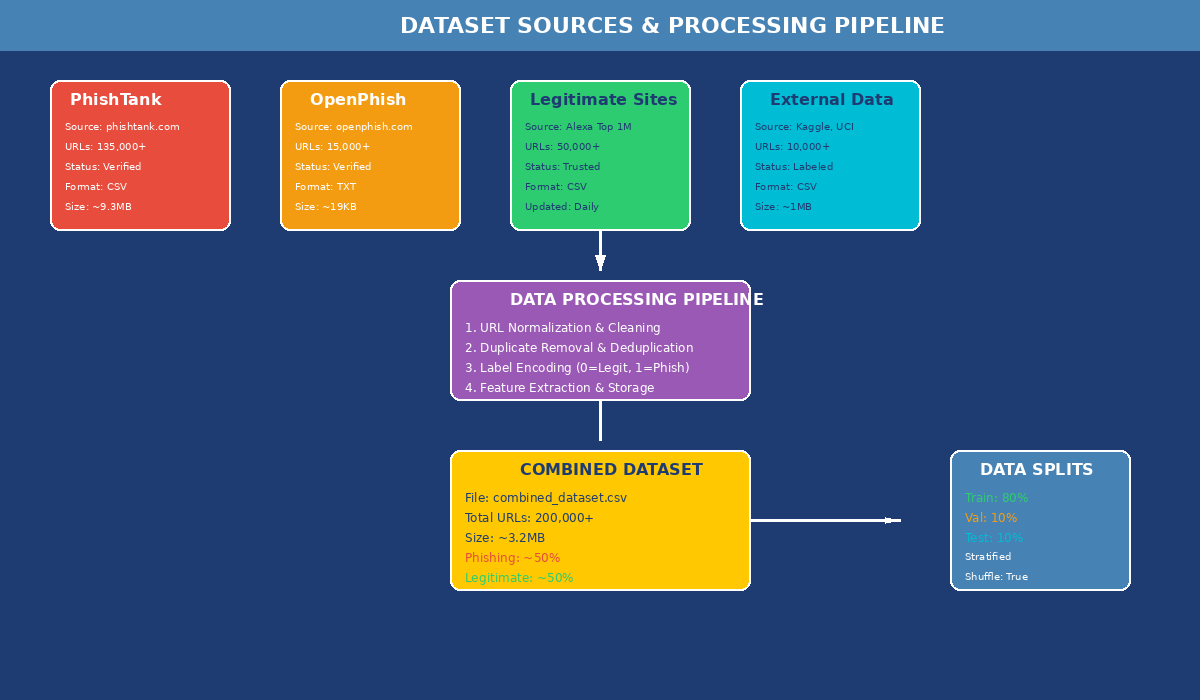 DATASET SOURCES & PROCESSING PIPELINE
PhishTank
Source: phishtank.com
URLs: 135,000+
Status: Verified
Format: CSV
Size: ~9.3MB
OpenPhish
Source: openphish.com
URLs: 15,000+
Status: Verified
Format: TXT
Size: ~19KB
Legitimate Sites
Source: Alexa Top 1M
URLs: 50,000+
Status: Trusted
Format: CSV
Updated: Daily
External Data
Source: Kaggle, UCI
URLs: 10,000+
Status: Labeled
Format: CSV
Size: ~1MB
DATA PROCESSING PIPELINE
1. URL Normalization & Cleaning
2. Duplicate Removal & Deduplication
3. Label Encoding (0=Legit, 1=Phish)
4. Feature Extraction & Storage
COMBINED DATASET
File: combined_dataset.csv
Total URLs: 200,000+
Size: ~3.2MB
Phishing: ~50%
Legitimate: ~50%
DATA SPLITS
Train: 80%
Val: 10%
Test: 10%
Stratified
Shuffle: True